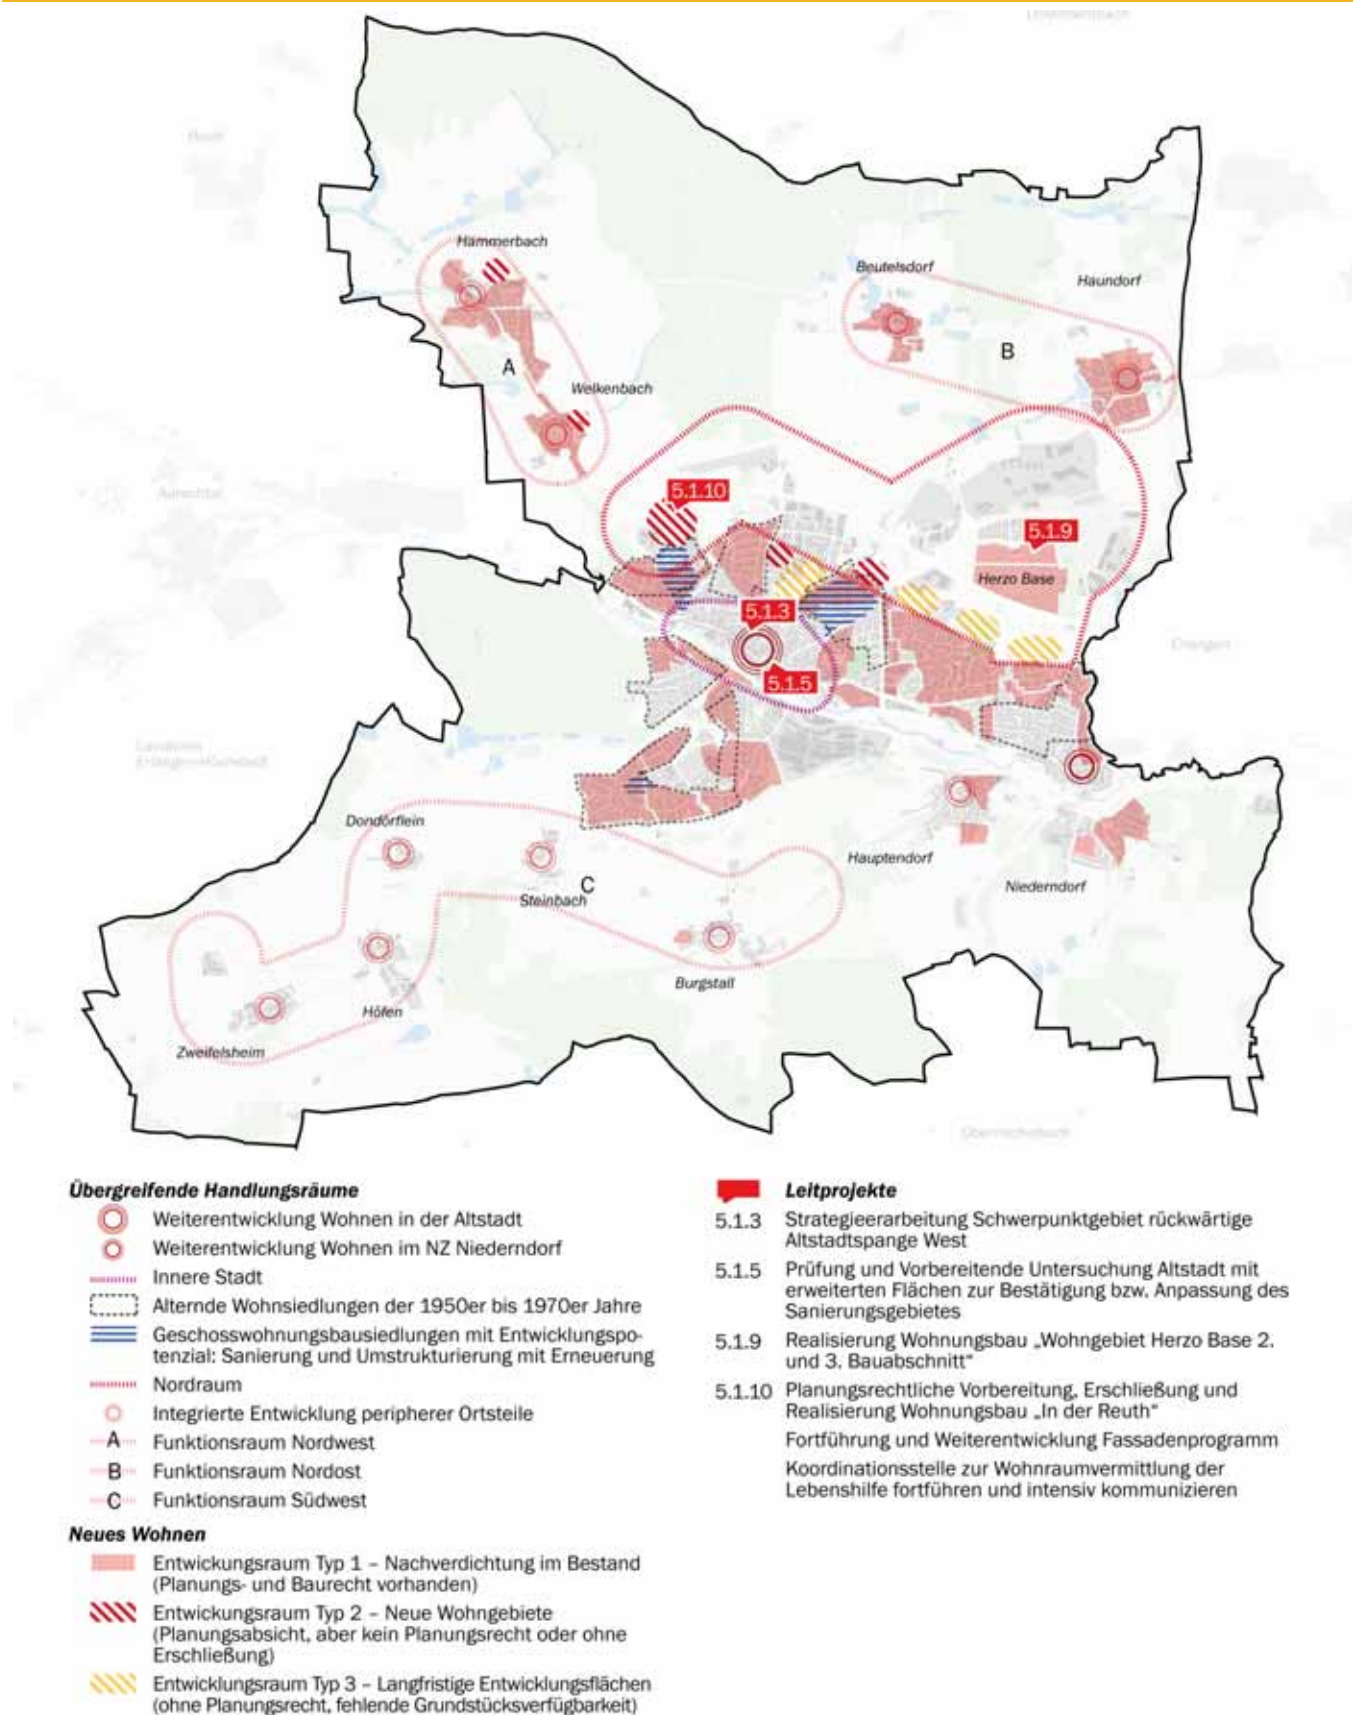 Hammerbach
Beutelsdorf
Haundorf
A
B
Welkenbach
5.1.10
5.1.9
Herzo Base
5.1.3
5.1.5
Dondörflein
Hauptendorf
C
Steinbach
Niederndorf
Burgstall
Höfen
Zweifelsheim
Aurachtal
Erlangen
Landkreis
Erlangen-Höchstadt
Übergreifende Handlungsräume
Weiterentwicklung Wohnen in der Altstadt
Weiterentwicklung Wohnen im NZ Niederndorf
Innere Stadt
Alternde Wohnsiedlungen der 1950er bis 1970er Jahre
Geschosswohnungsbausiedlungen mit Entwicklungspo-
tenzial: Sanierung und Umstrukturierung mit Erneuerung
Nordraum
Integrierte Entwicklung peripherer Ortsteile
A Funktionsraum Nordwest
B Funktionsraum Nordost
C Funktionsraum Südwest
Neues Wohnen
Entwickungsraum Typ 1 – Nachverdichtung im Bestand
(Planungs- und Baurecht vorhanden)
Entwickungsraum Typ 2 – Neue Wohngebiete
(Planungsabsicht, aber kein Planungsrecht oder ohne
Erschließung)
Entwicklungsraum Typ 3 – Langfristige Entwicklungsflächen
(ohne Planungsrecht, fehlende Grundstücksverfügbarkeit)
Leitprojekte
5.1.3 Strategieerarbeitung Schwerpunktgebiet rückwärtige
Altstadtspange West
5.1.5 Prüfung und Vorbereitende Untersuchung Altstadt mit
erweiterten Flächen zur Bestätigung bzw. Anpassung des
Sanierungsgebietes
5.1.9 Realisierung Wohnungsbau „Wohngebiet Herzo Base 2.
und 3. Bauabschnitt“
5.1.10 Planungsrechtliche Vorbereitung, Erschließung und
Realisierung Wohnungsbau „In der Reuth“
Fortführung und Weiterentwicklung Fassadenprogramm
Koordinationsstelle zur Wohnraumvermittlung der
Lebenshilfe fortführen und intensiv kommunizieren